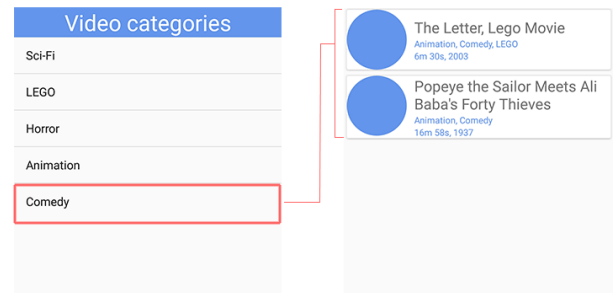 Video categories
Sci-Fi
LEGO
Horror
Animation
Comedy
The Letter, Lego Movie
Animation, Comedy, LEGO
6m 30s, 2003
Popeye the Sailor Meets Ali
Baba's Forty Thieves
Animation, Comedy
16m 58s, 1937